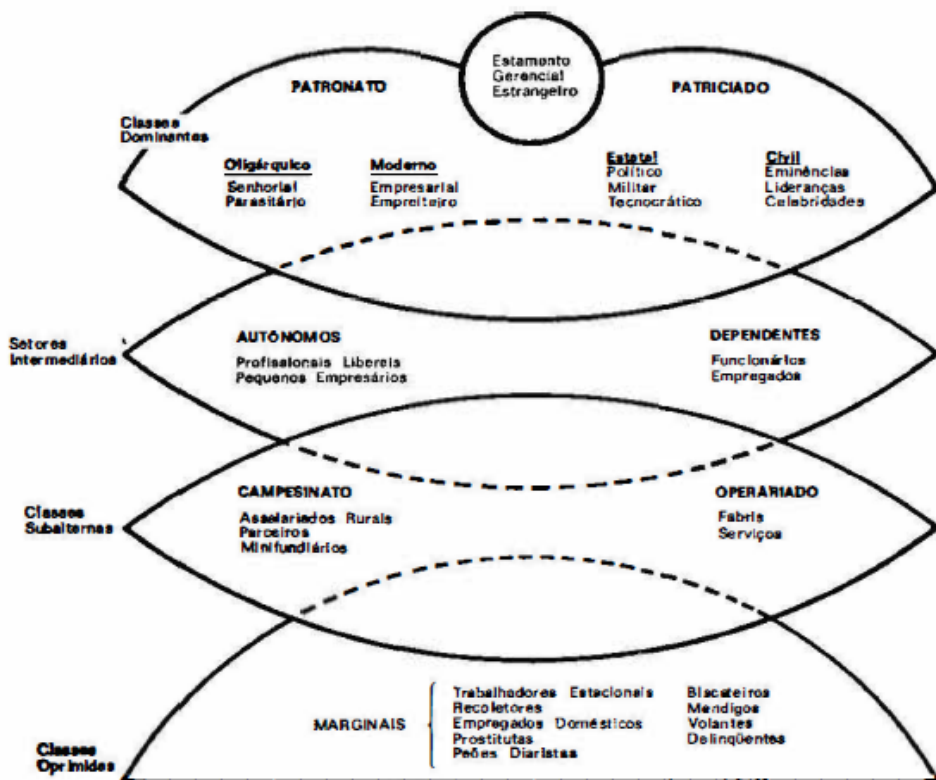 Estamento
Gerencial
Estrangeiro
PATRONATO
PATRICIADO
Classes
Dominantes
Oligárquico
Senhorial
Parasitário
Moderno
Empresarial
Empreiteiro
Estatal
Político
Militar
Tecnocrático
Civil
Eminências
Lideranças
Celebridades
Setores
Intermediários
AUTÔNOMOS
Profissionais Liberais
Pequenos Empresários
DEPENDENTES
Funcionários
Empregados
Classes
Subalternas
CAMPESINATO
Assalariados Rurais
Parceiros
Minifundiários
OPERARIADO
Fabris
Serviços
Classes
Oprimidas
MARGINAIS
Trabalhadores Estacionais
Recoletores
Empregados Domésticos
Prostitutas
Peões Diaristas
Biscateiros
Mendigos
Volantes
Delinqüentes